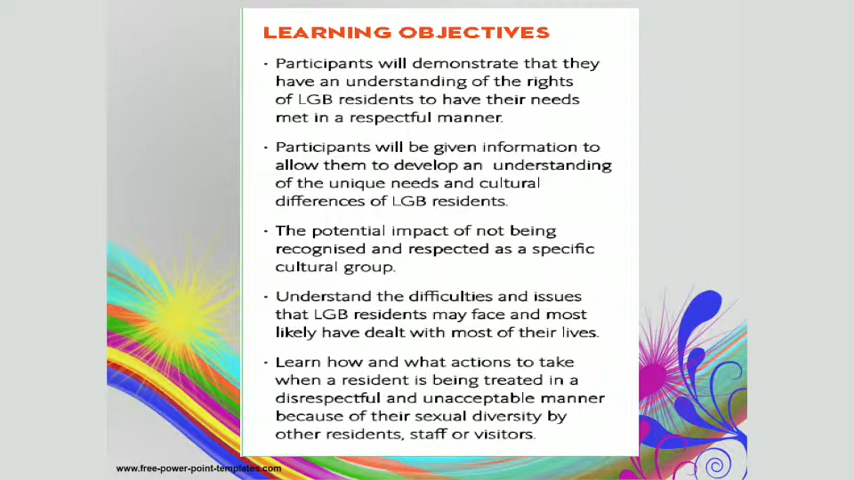 LEARNING OBJECTIVES
· Participants will demonstrate that they
have an understanding of the rights
of LGB residents to have their needs
met in a respectful manner.
· Participants will be given information to
allow them to develop an understanding
of the unique needs and cultural
differences of LGB residents.
· The potential impact of not being
recognised and respected as a specific
cultural group.
· Understand the difficulties and issues
that LGB residents may face and most
likely have dealt with most of their lives.
· Learn how and what actions to take
when a resident is being treated in a
disrespectful and unacceptable manner
because of their sexual diversity by
other residents, staff or visitors.
www.free-power-point-templates.com